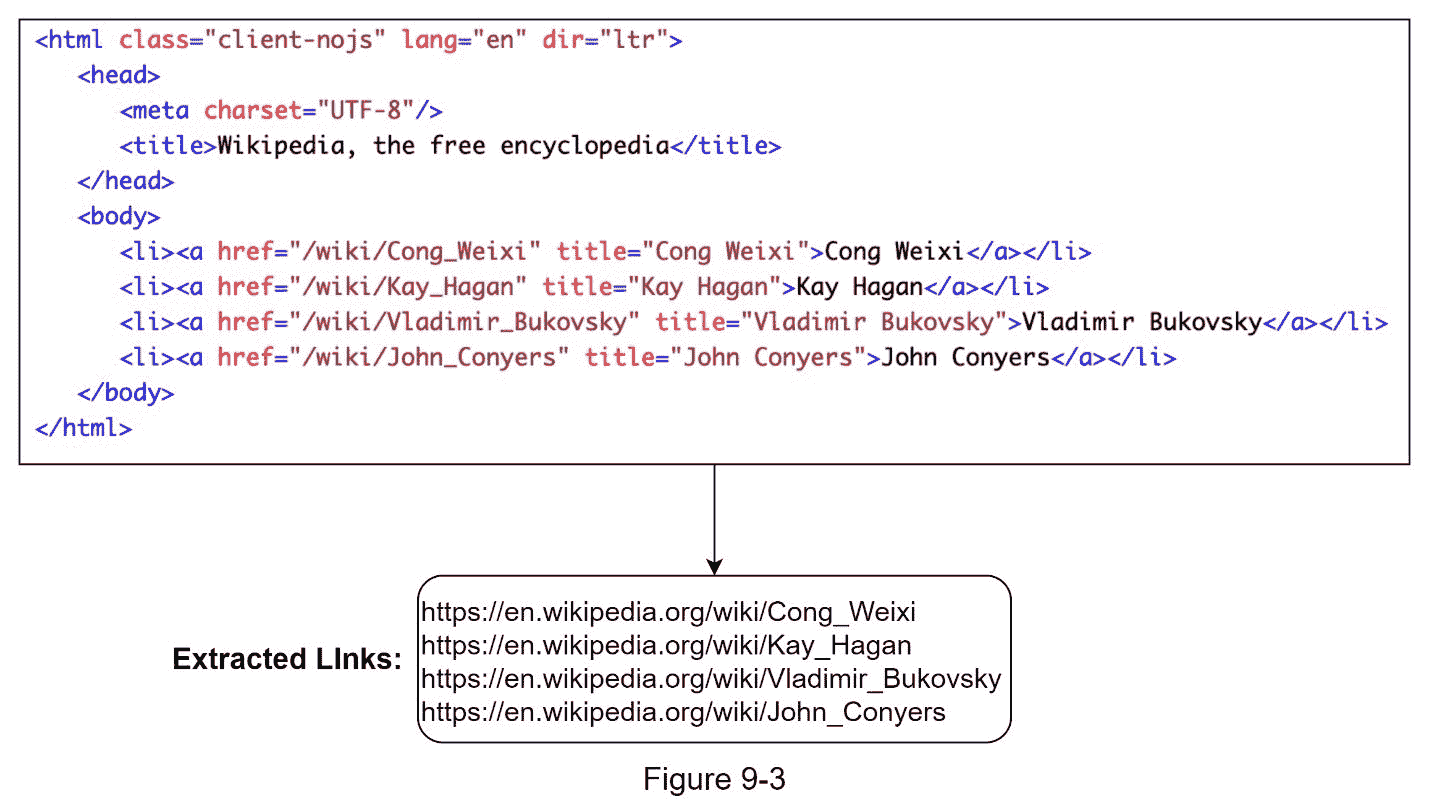 <html class="client-nojs" lang="en" dir="ltr">
<head>
<meta charset="UTF-8"/>
<title>Wikipedia, the free encyclopedia</title>
</head>
<body>
<li><a href="/wiki/Cong_Weixi" title="Cong Weixi">Cong Weixi</a></li>
<li><a href="/wiki/Kay_Hagan" title="Kay Hagan">Kay Hagan</a></li>
<li><a href="/wiki/Vladimir_Bukovsky" title="Vladimir Bukovsky">Vladimir Bukovsky</a></li>
<li><a href="/wiki/John_Conyers" title="John Conyers">John Conyers</a></li>
</body>
</html>
Extracted LInks:
https://en.wikipedia.org/wiki/Cong_Weixi
https://en.wikipedia.org/wiki/Kay_Hagan
https://en.wikipedia.org/wiki/Vladimir_Bukovsky
https://en.wikipedia.org/wiki/John_Conyers
Figure 9-3